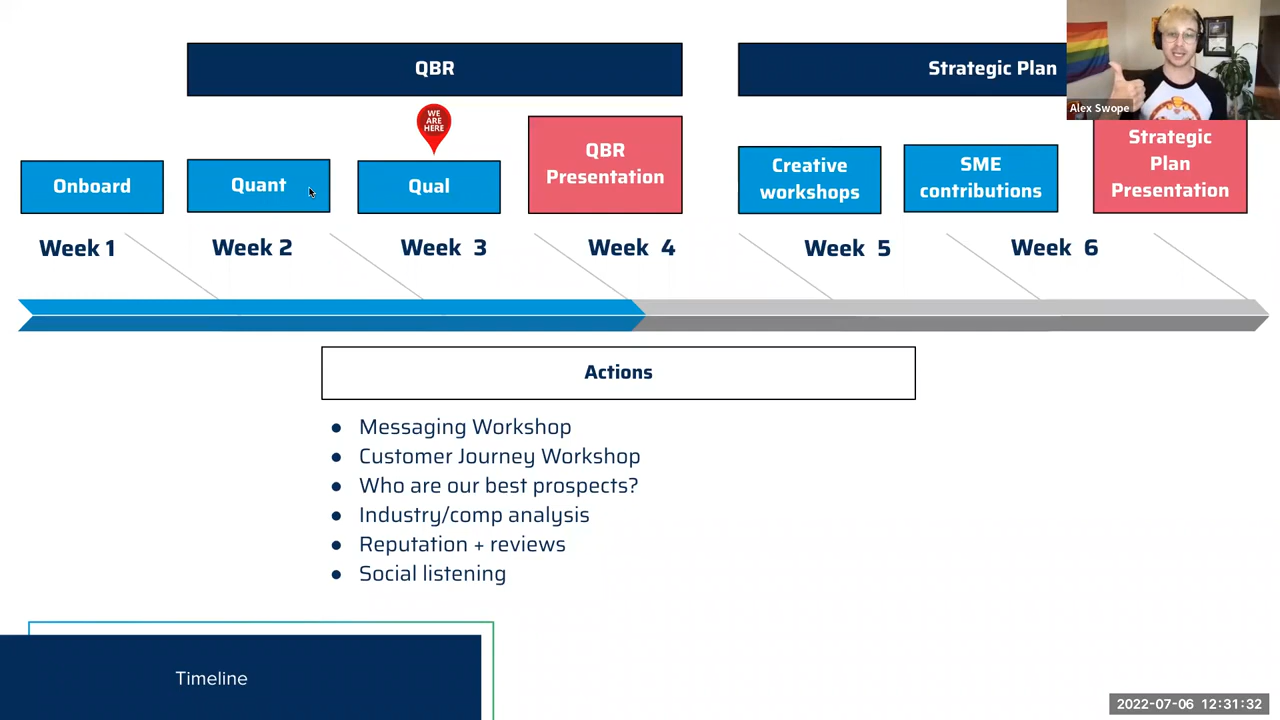 QBR
Strategic Plan
Alex Swope
WE
ARE
HERE
Onboard
Quant
Qual
QBR
Presentation
Creative
workshops
SME
contributions
Strategic
Plan
Presentation
Week 1
Week 2
Week 3
Week 4
Week 5
Week 6
Actions
● Messaging Workshop
● Customer Journey Workshop
● Who are our best prospects?
● Industry/comp analysis
● Reputation + reviews
● Social listening
Timeline
2022-07-06 12:31:32